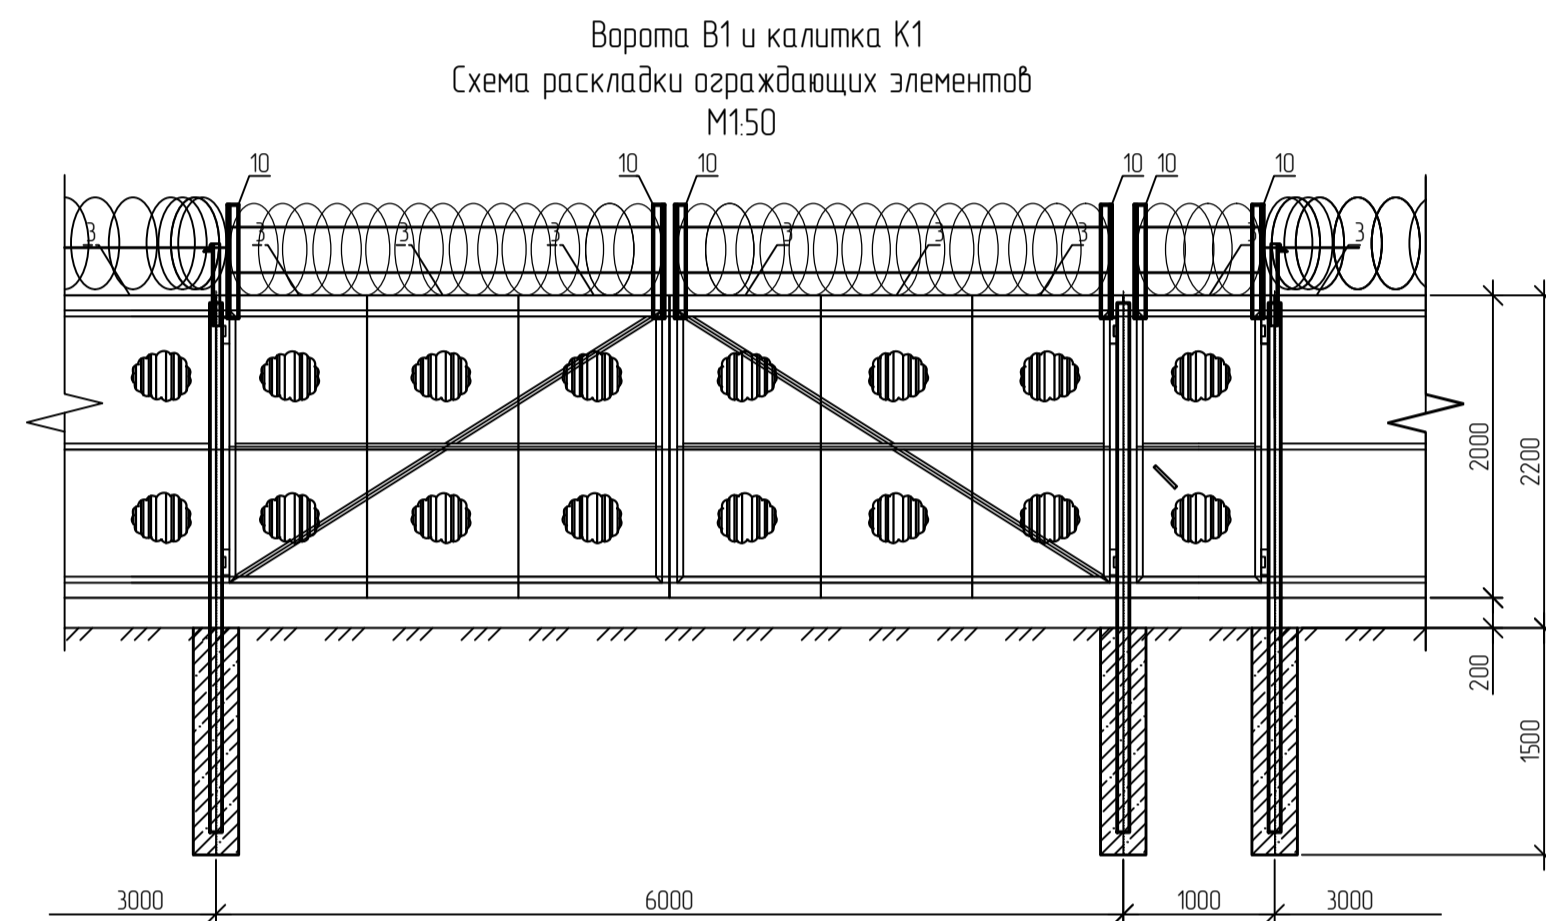 Ворота В1 и калитка К1
Схема раскладки ограждающих элементов
М1:50
10 10 10 10 10 10
3 3 3 3 3 3 3 3 3
2000
2200
200
1500
3000 6000 1000 3000